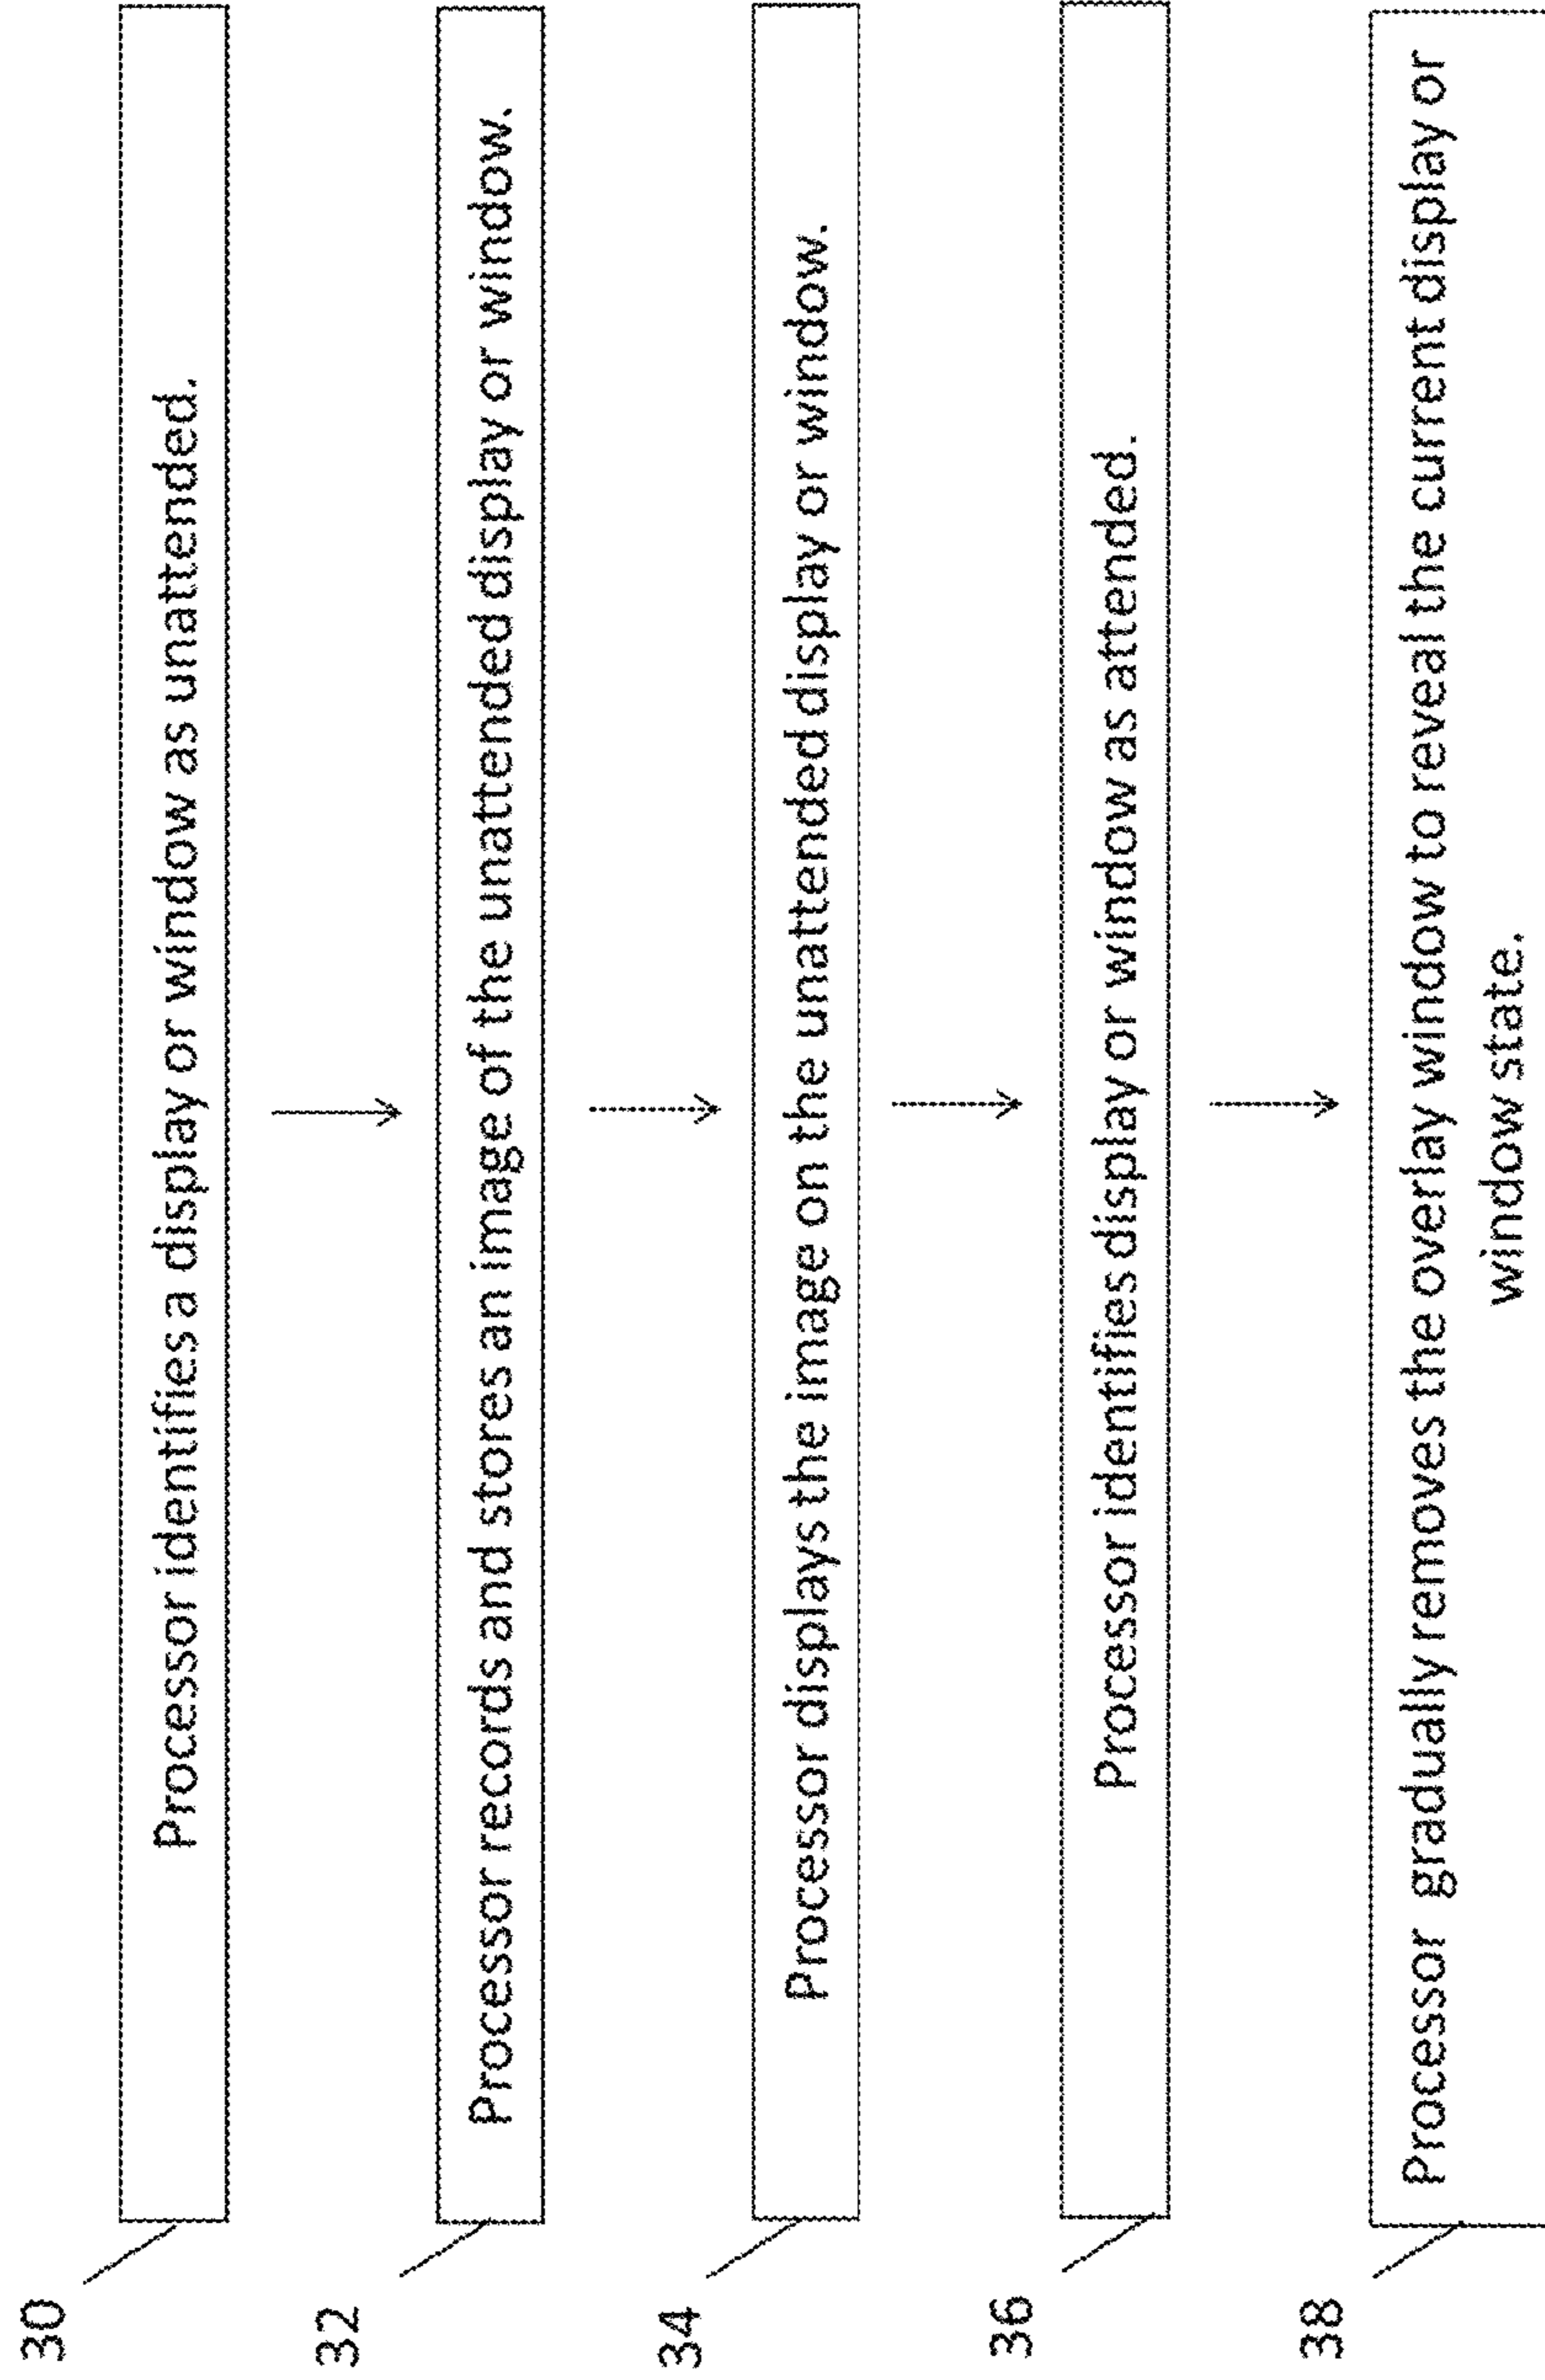 30
Processor identifies a display or window as unattended.
32
Processor records and stores an image of the unattended display or window.
34
Processor displays the image on the unattended display or window.
36
Processor identifies display or window as attended.
38
Processor gradually removes the overlay window to reveal the current display or
window state.